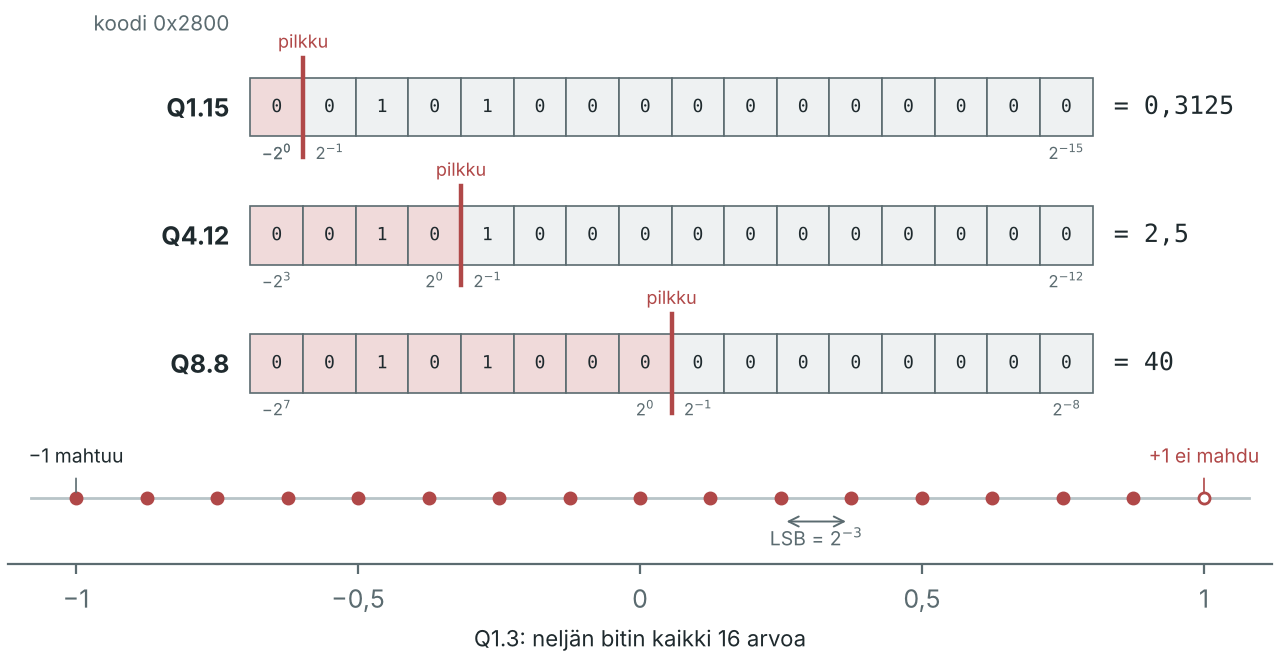 koodi 0x2800
pilkku
Q1.15 0 0 1 0 1 0 0 0 0 0 0 0 0 0 0 0 = 0,3125
−2⁰ 2⁻¹ 2⁻¹⁵
pilkku
Q4.12 0 0 1 0 1 0 0 0 0 0 0 0 0 0 0 0 = 2,5
−2³ 2⁰ 2⁻¹ 2⁻¹²
pilkku
Q8.8 0 0 1 0 1 0 0 0 0 0 0 0 0 0 0 0 = 40
−2⁷ 2⁰ 2⁻¹ 2⁻⁸
−1 mahtuu +1 ei mahdu
LSB = 2⁻³
−1 −0,5 0 0,5 1
Q1.3: neljän bitin kaikki 16 arvoa